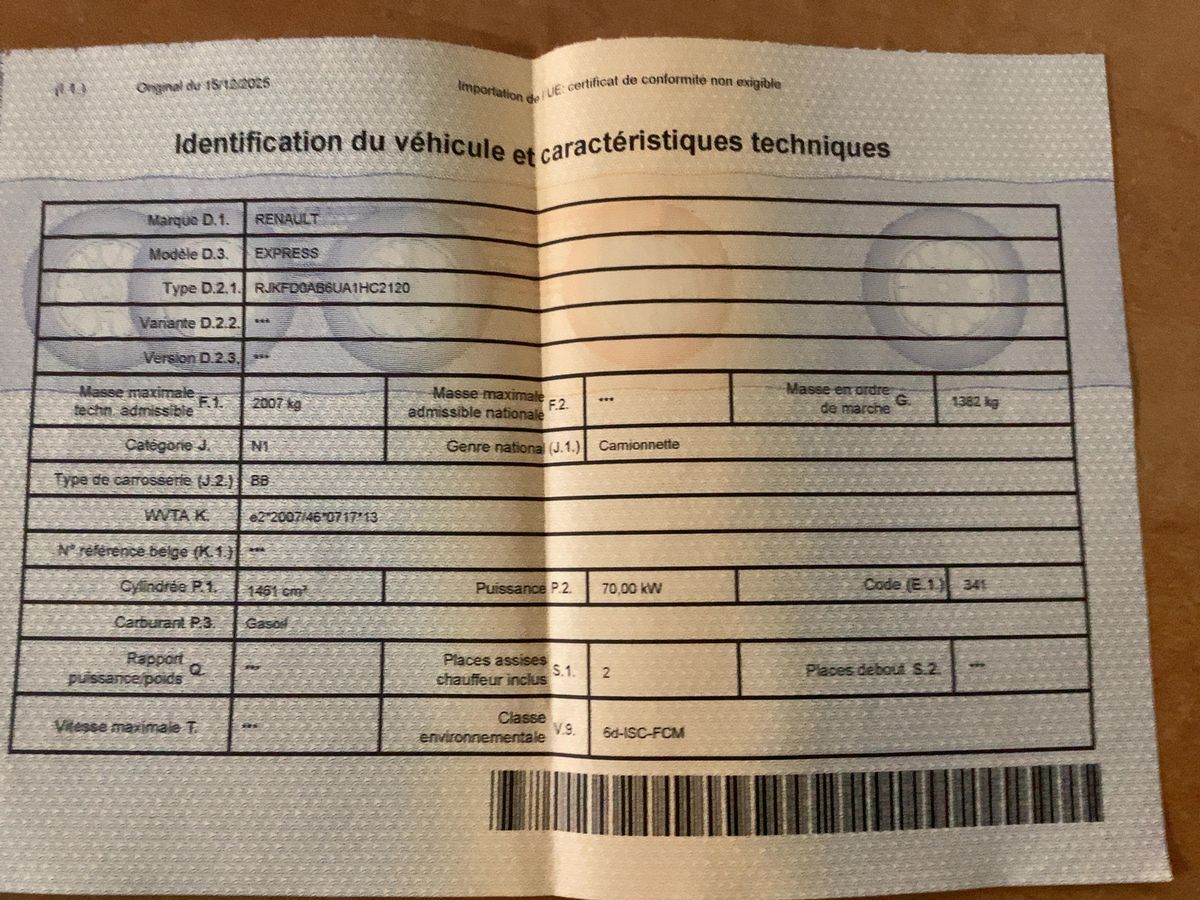 (I.1.) Original du 15/12/2025 Importation de l'UE: certificat de conformité non exigible
Identification du véhicule et caractéristiques techniques
Marque D.1. RENAULT
Modèle D.3. EXPRESS
Type D.2.1. RJKFD0AB6UA1HC2120
Variante D.2.2. ***
Version D.2.3. ***
Masse maximale techn. admissible F.1. 2007 kg Masse maximale admissible nationale F.2. *** Masse en ordre de marche G. 1382 kg
Catégorie J. N1 Genre national (J.1.) Camionnette
Type de carrosserie (J.2.) BB
WVTA K. e2*2007/46*0717*13
N° référence belge (K.1.) ***
Cylindrée P.1. 1461 cm³ Puissance P.2. 70,00 kW Code (E.1.) 341
Carburant P.3. Gasoil
Rapport puissance/poids Q. *** Places assises chauffeur inclus S.1. 2 Places debout S.2. ***
Vitesse maximale T. *** Classe environnementale V.9. 6d-ISC-FCM